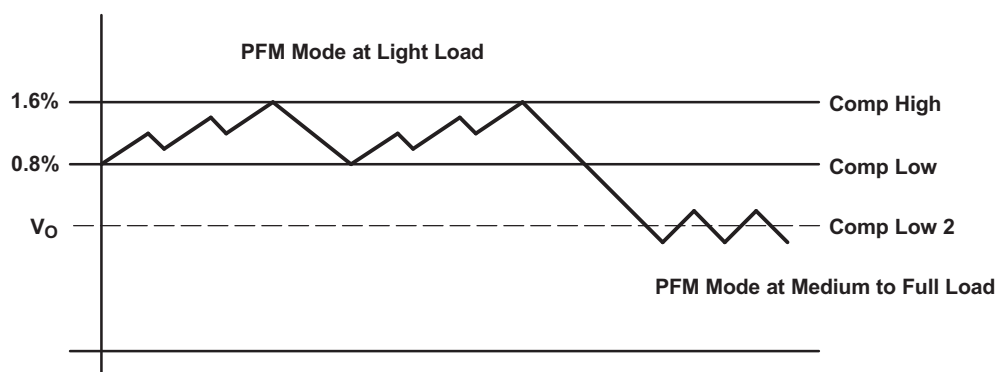 PFM Mode at Light Load
1.6%
Comp High
0.8%
Comp Low
VO
Comp Low 2
PFM Mode at Medium to Full Load